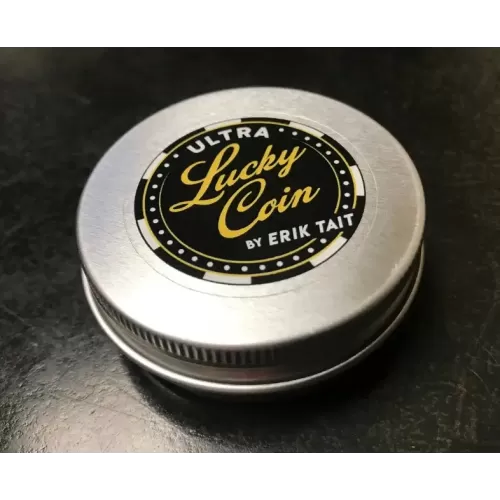 ULTRA
Lucky
Coin
BY ERIK TAIT